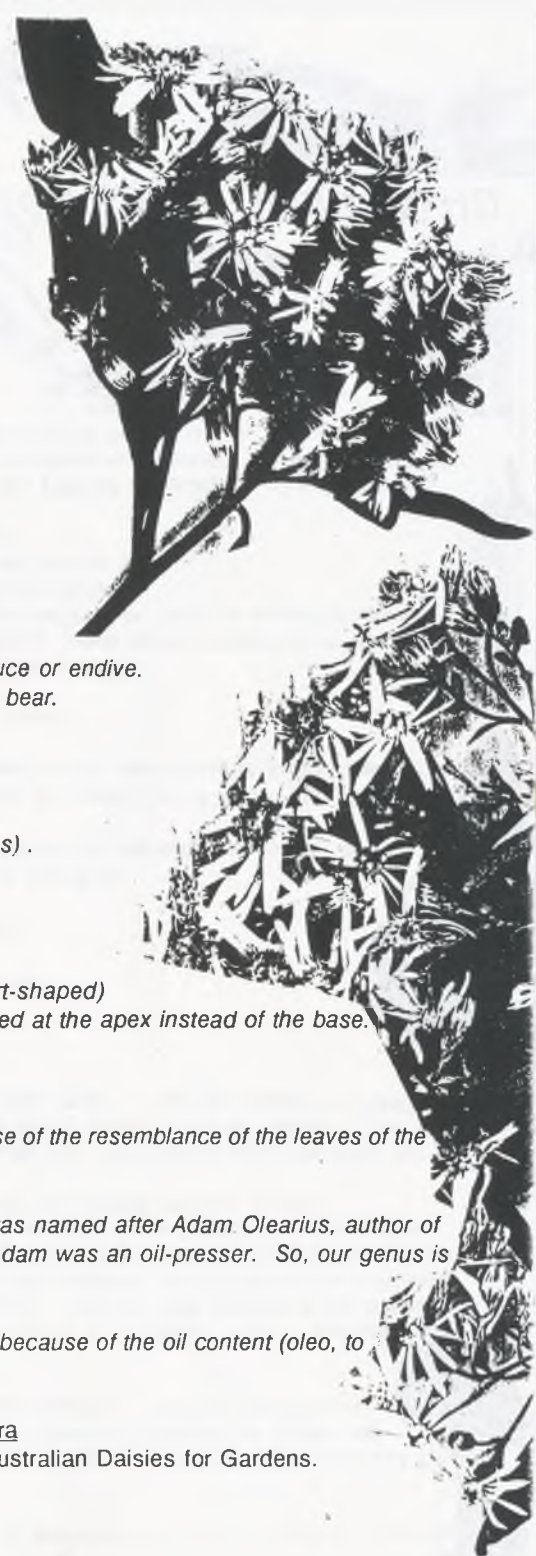 uce or endive.
bear.
s) .
rt-shaped)
ed at the apex instead of the base.
se of the resemblance of the leaves of the
as named after Adam Olearius, author of
dam was an oil-presser. So, our genus is
because of the oil content (oleo, to
ra
ustralian Daisies for Gardens.